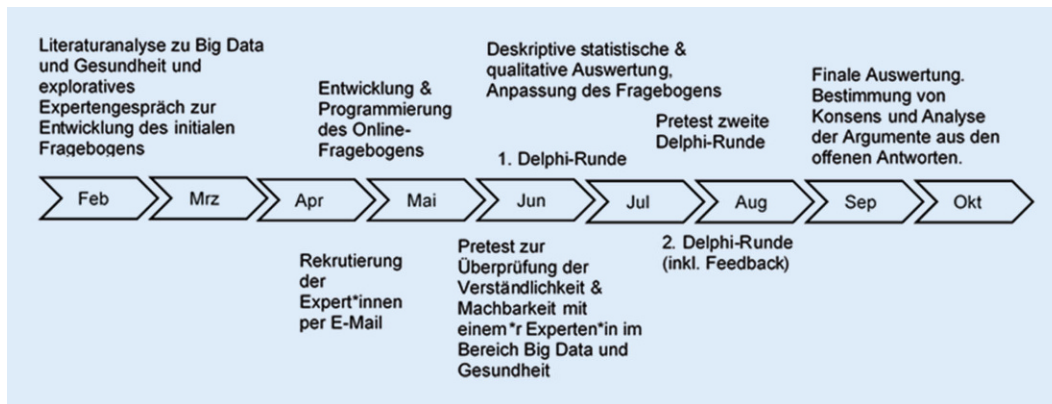 Literaturanalyse zu Big Data
und Gesundheit und
exploratives
Expertengespräch zur
Entwicklung des initialen
Fragebogens
Entwicklung &
Programmierung
des Online-
Fragebogens
Deskriptive statistische &
qualitative Auswertung,
Anpassung des Fragebogens
1. Delphi-Runde
Pretest zweite
Delphi-Runde
Finale Auswertung.
Bestimmung von
Konsens und Analyse
der Argumente aus den
offenen Antworten.
Feb
Mrz
Apr
Mai
Jun
Jul
Aug
Sep
Okt
Rekrutierung
der
Expert*innen
per E-Mail
Pretest zur
Überprüfung der
Verständlichkeit &
Machbarkeit mit
einem*r Experten*in im
Bereich Big Data und
Gesundheit
2. Delphi-Runde
(inkl. Feedback)